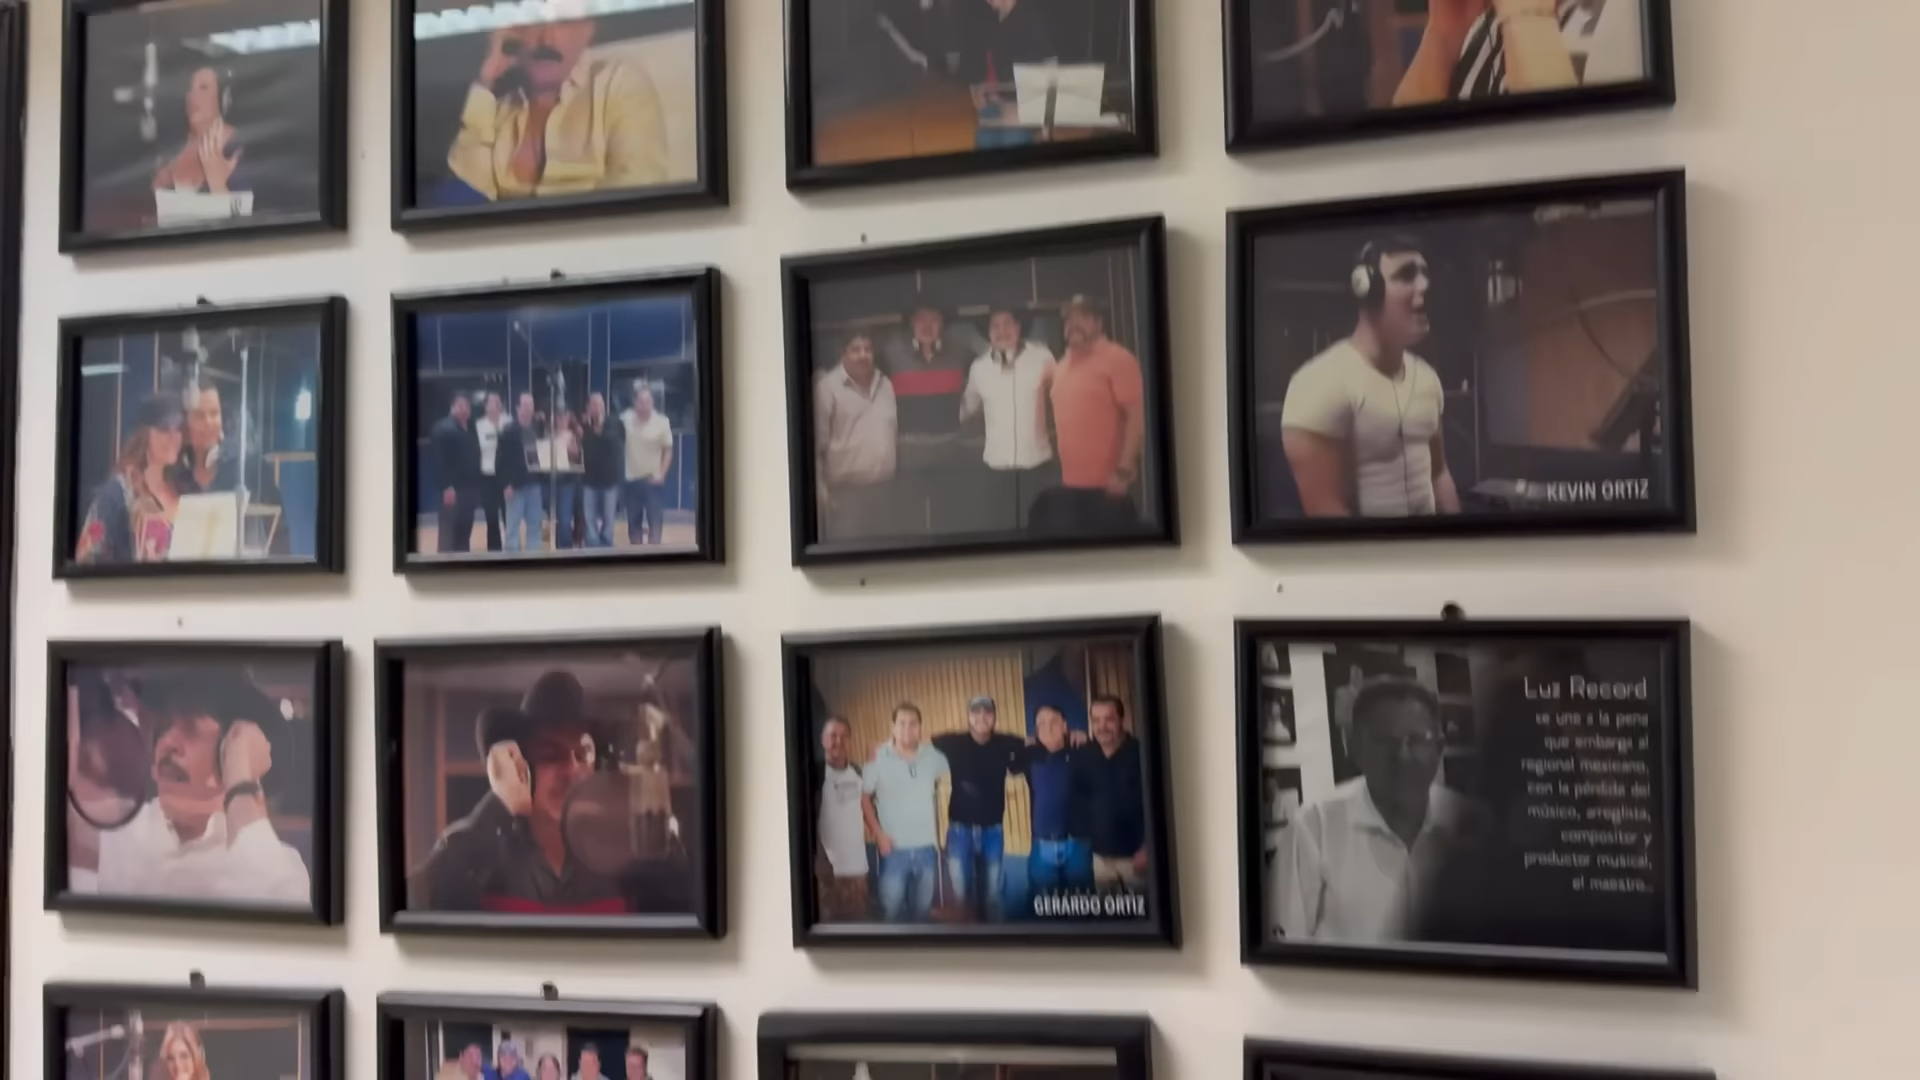 KEVIN ORTIZ
GERARDO ORTIZ
Luz Record
se une a la pena
que embarga al
regional mexicano,
con la pérdida del
músico, arreglista,
compositor y
productor musical,
el maestro...